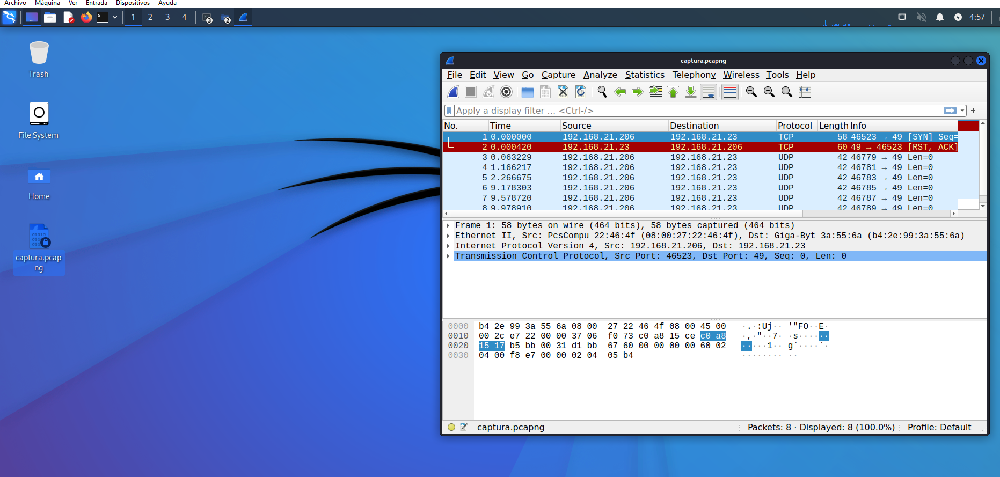 Archivo Máquina Ver Entrada Dispositivos Ayuda
1 2 3 4 3 2 4:57
Trash
File System
Home
captura.pcap
ng
captura.pcapng
File Edit View Go Capture Analyze Statistics Telephony Wireless Tools Help
Apply a display filter … <Ctrl-/>
No. Time Source Destination Protocol Length Info
1 0.000000 192.168.21.206 192.168.21.23 TCP 58 46523 → 49 [SYN] Seq=
2 0.000420 192.168.21.23 192.168.21.206 TCP 60 49 → 46523 [RST, ACK]
3 0.063229 192.168.21.206 192.168.21.23 UDP 42 46779 → 49 Len=0
4 1.166217 192.168.21.206 192.168.21.23 UDP 42 46781 → 49 Len=0
5 2.266675 192.168.21.206 192.168.21.23 UDP 42 46783 → 49 Len=0
6 9.178303 192.168.21.206 192.168.21.23 UDP 42 46785 → 49 Len=0
7 9.578720 192.168.21.206 192.168.21.23 UDP 42 46787 → 49 Len=0
8 9.978910 192.168.21.206 192.168.21.23 UDP 42 46789 → 49 Len=0
Frame 1: 58 bytes on wire (464 bits), 58 bytes captured (464 bits)
Ethernet II, Src: PcsCompu_22:46:4f (08:00:27:22:46:4f), Dst: Giga-Byt_3a:55:6a (b4:2e:99:3a:55:6a)
Internet Protocol Version 4, Src: 192.168.21.206, Dst: 192.168.21.23
Transmission Control Protocol, Src Port: 46523, Dst Port: 49, Seq: 0, Len: 0
0000 b4 2e 99 3a 55 6a 08 00 27 22 46 4f 08 00 45 00 ·.·:Uj·· '"FO··E·
0010 00 2c e7 22 00 00 37 06 f0 73 c0 a8 15 ce c0 a8 ·,·"··7· ·s······
0020 15 17 b5 bb 00 31 d1 bb 67 60 00 00 00 00 60 02 ·····1·· g`····`·
0030 04 00 f8 e7 00 00 02 04 05 b4 ········ ··
captura.pcapng Packets: 8 · Displayed: 8 (100.0%) Profile: Default